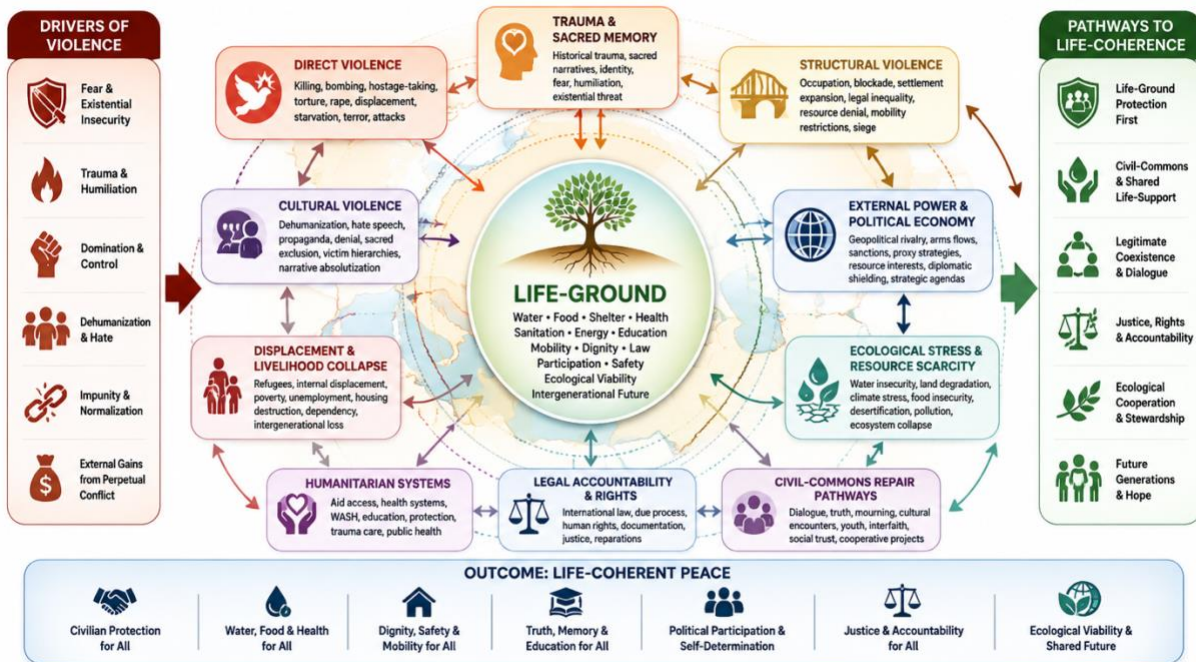 DRIVERS OF
VIOLENCE
Fear &
Existential
Insecurity
Trauma &
Humiliation
Domination &
Control
Dehumanization
& Hate
Impunity &
Normalization
External Gains
from Perpetual
Conflict
$
TRAUMA &
SACRED MEMORY
Historical trauma, sacred
narratives, identity,
fear, humiliation,
existential threat
DIRECT VIOLENCE
Killing, bombing, hostage-taking,
torture, rape, displacement,
starvation, terror, attacks
STRUCTURAL VIOLENCE
Occupation, blockade, settlement
expansion, legal inequality,
resource denial, mobility
restrictions, siege
CULTURAL VIOLENCE
Dehumanization, hate speech,
propaganda, denial, sacred
exclusion, victim hierarchies,
narrative absolutization
EXTERNAL POWER &
POLITICAL ECONOMY
Geopolitical rivalry, arms flows,
sanctions, proxy strategies,
resource interests, diplomatic
shielding, strategic agendas
LIFE-GROUND
Water • Food • Shelter • Health
Sanitation • Energy • Education
Mobility • Dignity • Law
Participation • Safety
Ecological Viability
Intergenerational Future
DISPLACEMENT &
LIVELIHOOD COLLAPSE
Refugees, internal displacement,
poverty, unemployment, housing
destruction, dependency,
intergenerational loss
ECOLOGICAL STRESS &
RESOURCE SCARCITY
Water insecurity, land degradation,
climate stress, food insecurity,
desertification, pollution,
ecosystem collapse
HUMANITARIAN SYSTEMS
Aid access, health systems,
WASH, education, protection,
trauma care, public health
LEGAL ACCOUNTABILITY
& RIGHTS
International law, due process,
human rights, documentation,
justice, reparations
CIVIL-COMMONS REPAIR
PATHWAYS
Dialogue, truth, mourning, cultural
encounters, youth, interfaith,
social trust, cooperative projects
PATHWAYS TO
LIFE-COHERENCE
Life-Ground
Protection
First
Civil-Commons
& Shared
Life-Support
Legitimate
Coexistence
& Dialogue
Justice, Rights
& Accountability
Ecological
Cooperation
& Stewardship
Future
Generations
& Hope
OUTCOME: LIFE-COHERENT PEACE
Civilian Protection
for All
Water, Food & Health
for All
Dignity, Safety &
Mobility for All
Truth, Memory &
Education for All
Political Participation &
Self-Determination
Justice & Accountability
for All
Ecological Viability &
Shared Future